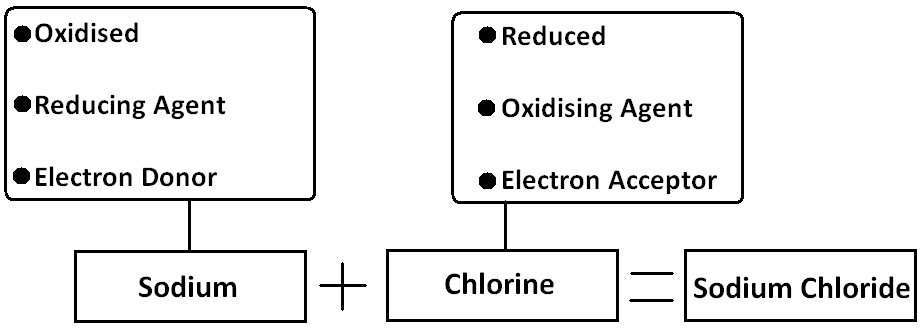 Oxidised
Reducing Agent
Electron Donor
Reduced
Oxidising Agent
Electron Acceptor
Sodium + Chlorine = Sodium Chloride